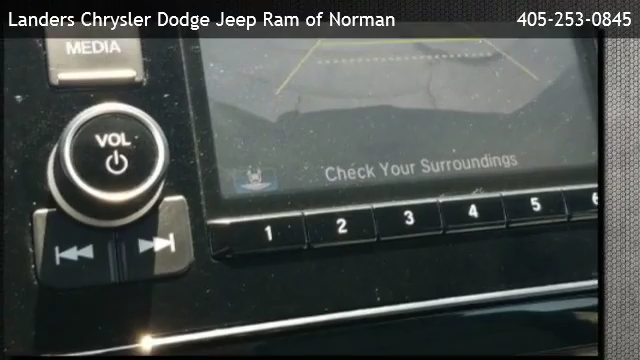 Landers Chrysler Dodge Jeep Ram of Norman 405-253-0845
MEDIA
VOL
Check Your Surroundings
1 2 3 4 5 6